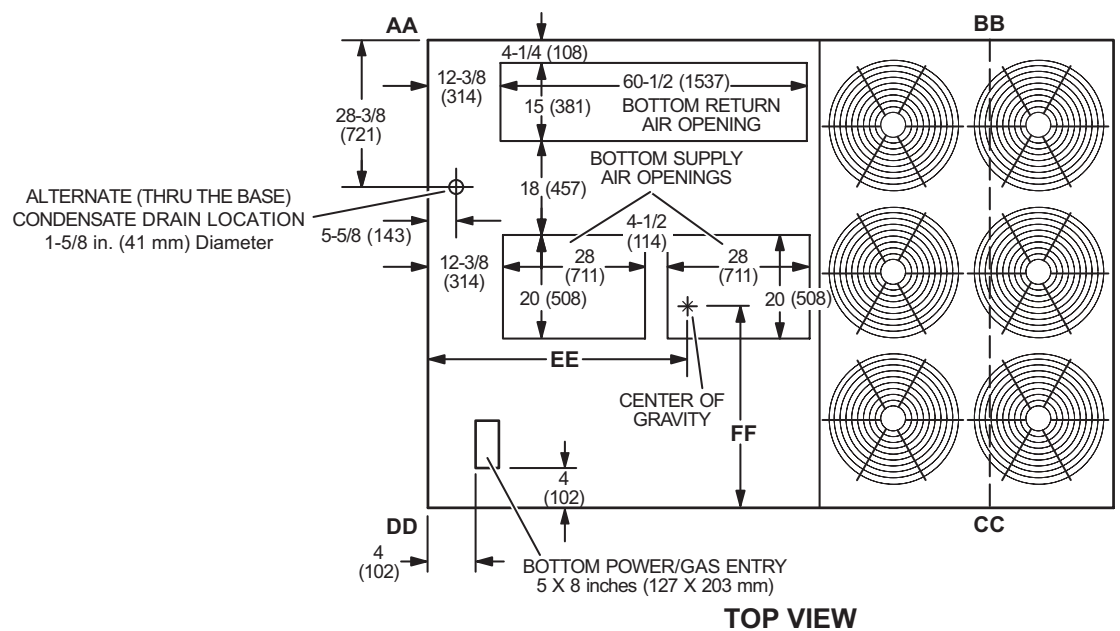 AA
BB
4-1/4 (108)
12-3/8
(314)
60-1/2 (1537)
28-3/8
(721)
15 (381)
BOTTOM RETURN
AIR OPENING
BOTTOM SUPPLY
AIR OPENINGS
18 (457)
ALTERNATE (THRU THE BASE)
CONDENSATE DRAIN LOCATION
1-5/8 in. (41 mm) Diameter
5-5/8 (143)
4-1/2
(114)
12-3/8
(314)
28
(711)
28
(711)
20 (508)
20 (508)
EE
CENTER OF
GRAVITY
FF
4
(102)
DD
CC
4
(102)
BOTTOM POWER/GAS ENTRY
5 X 8 inches (127 X 203 mm)
TOP VIEW